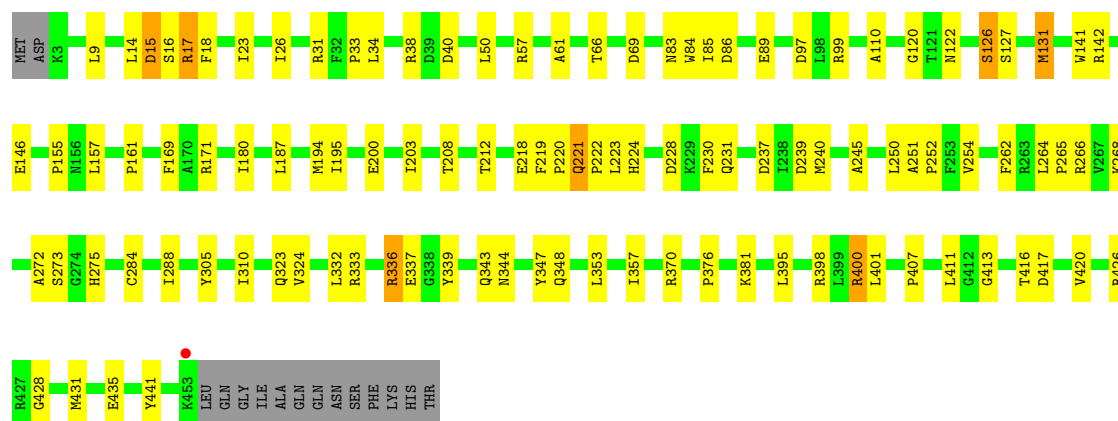 MET ASP K3 L9 L14 D15 S16 R17 F18 I23 I26 R31 F32 P33 L34 R38 D39 D40 L50 R57 A61 T66 D69 N83 W84 I85 D86 E89 D97 L98 R99 A110 G120 T121 N122 S126 S127 M131 W141 R142
E146 P155 N156 L157 P161 F169 A170 R171 I180 L187 M194 I195 E200 I203 T208 T212 E218 F219 P220 Q221 P222 L223 H224 D228 K229 F230 Q231 D237 I238 D239 M240 A245 L250 A251 P252 F253 V254 F262 R263 L264 P265 R266 V267 K268
A272 S273 G274 H275 C284 I288 Y305 I310 Q323 V324 L332 R333 R336 E337 G338 Y339 Q343 N344 Y347 Q348 L353 I357 R370 P376 K381 L395 R398 L399 R400 L401 P407 L411 G412 G413 T416 D417 V420 R426
R427 G428 M431 E435 Y441 K453 LEU GLN GLY ILE ALA GLN GLN ASN SER PHE LYS HIS THR